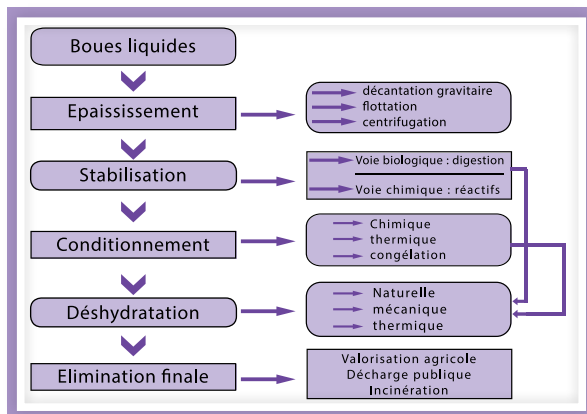 Boues liquides
Epaississement
décantation gravitaire
flottation
centrifugation
Stabilisation
Voie biologique : digestion
Voie chimique : réactifs
Conditionnement
Chimique
thermique
congélation
Déshydratation
Naturelle
mécanique
thermique
Elimination finale
Valorisation agricole
Décharge publique
Incinération